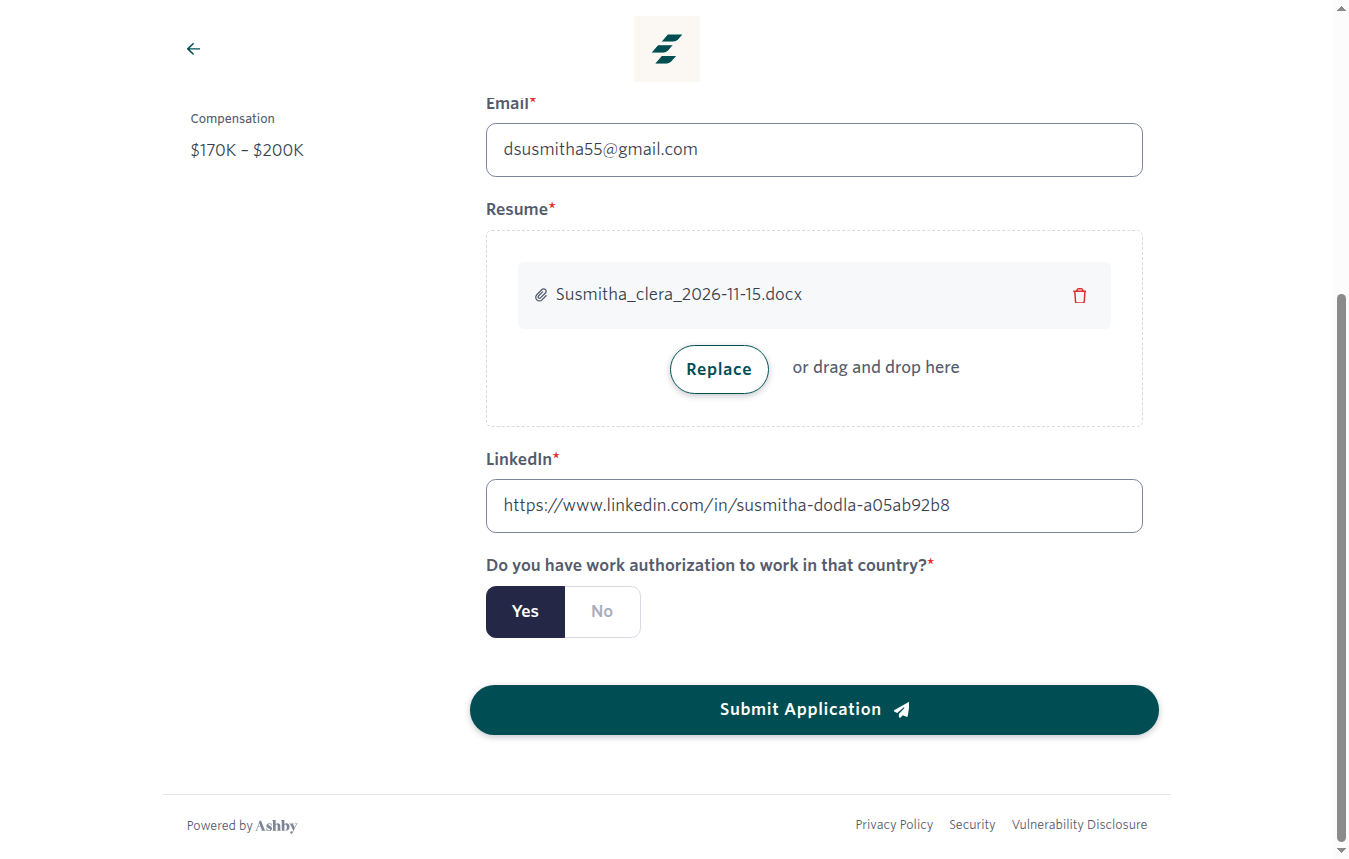 Compensation
$170K – $200K
Email*
dsusmitha55@gmail.com
Resume*
Susmitha_clera_2026-11-15.docx
Replace or drag and drop here
LinkedIn*
https://www.linkedin.com/in/susmitha-dodla-a05ab92b8
Do you have work authorization to work in that country?*
Yes No
Submit Application
Powered by Ashby
Privacy Policy Security Vulnerability Disclosure